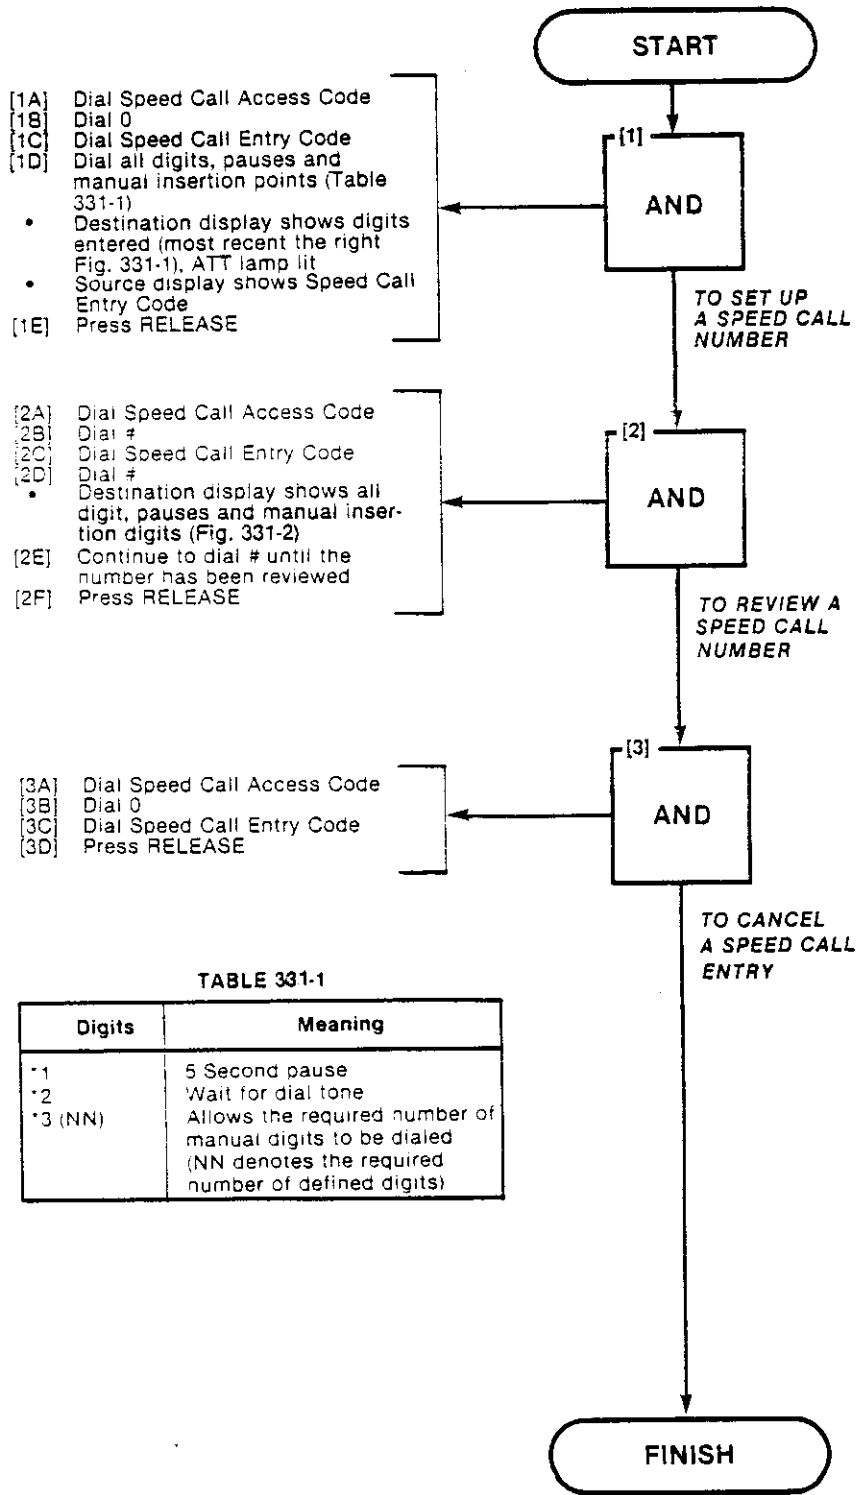 START
[1A] Dial Speed Call Access Code
[1B] Dial 0
[1C] Dial Speed Call Entry Code
[1D] Dial all digits, pauses and
manual insertion points (Table
331-1)
• Destination display shows digits
entered (most recent the right
Fig. 331-1), ATT lamp lit
• Source display shows Speed Call
Entry Code
[1E] Press RELEASE
[1]
AND
TO SET UP
A SPEED CALL
NUMBER
[2A] Dial Speed Call Access Code
[2B] Dial #
[2C] Dial Speed Call Entry Code
[2D] Dial #
• Destination display shows all
digit, pauses and manual inser-
tion digits (Fig. 331-2)
[2E] Continue to dial # until the
number has been reviewed
[2F] Press RELEASE
[2]
AND
TO REVIEW A
SPEED CALL
NUMBER
[3A] Dial Speed Call Access Code
[3B] Dial 0
[3C] Dial Speed Call Entry Code
[3D] Press RELEASE
[3]
AND
TO CANCEL
A SPEED CALL
ENTRY
TABLE 331-1
Digits Meaning
*1 5 Second pause
*2 Wait for dial tone
*3 (NN) Allows the required number of
manual digits to be dialed
(NN denotes the required
number of defined digits)
FINISH